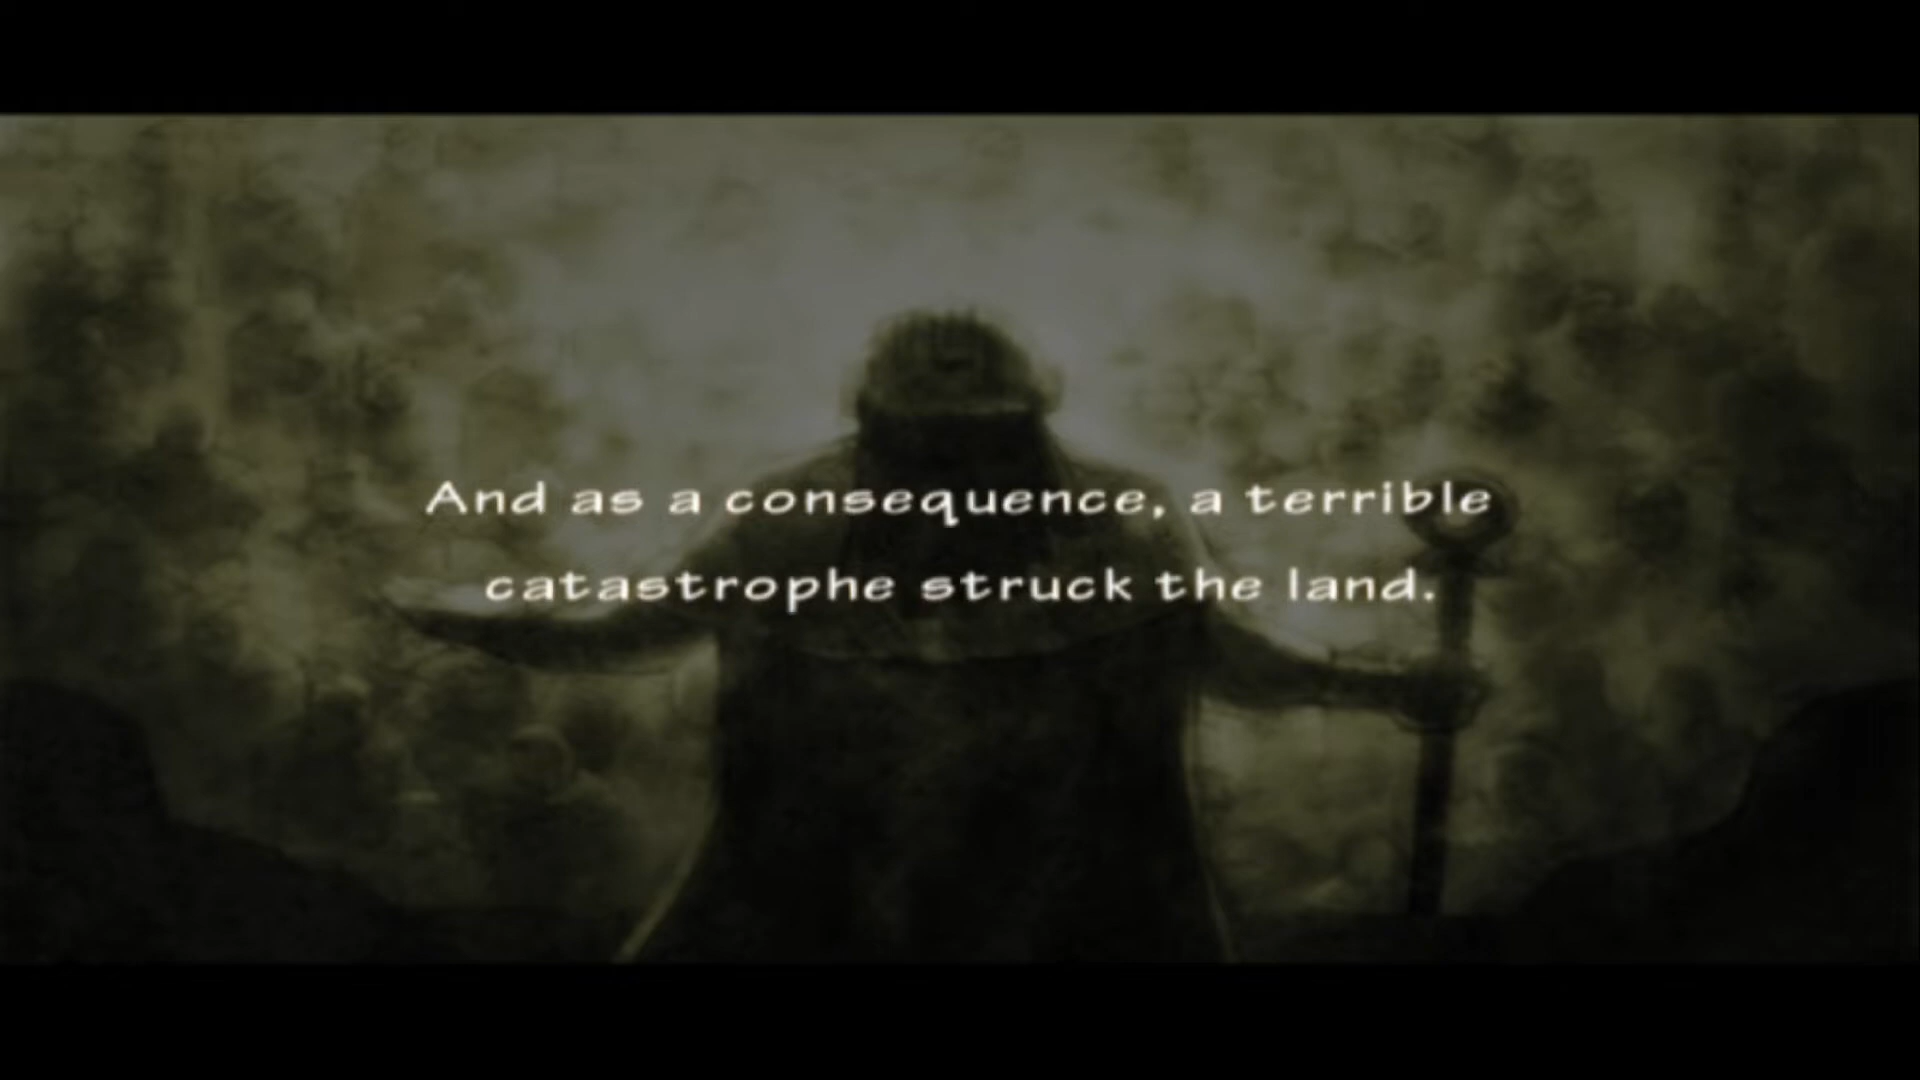 And as a consequence, a terrible
catastrophe struck the land.